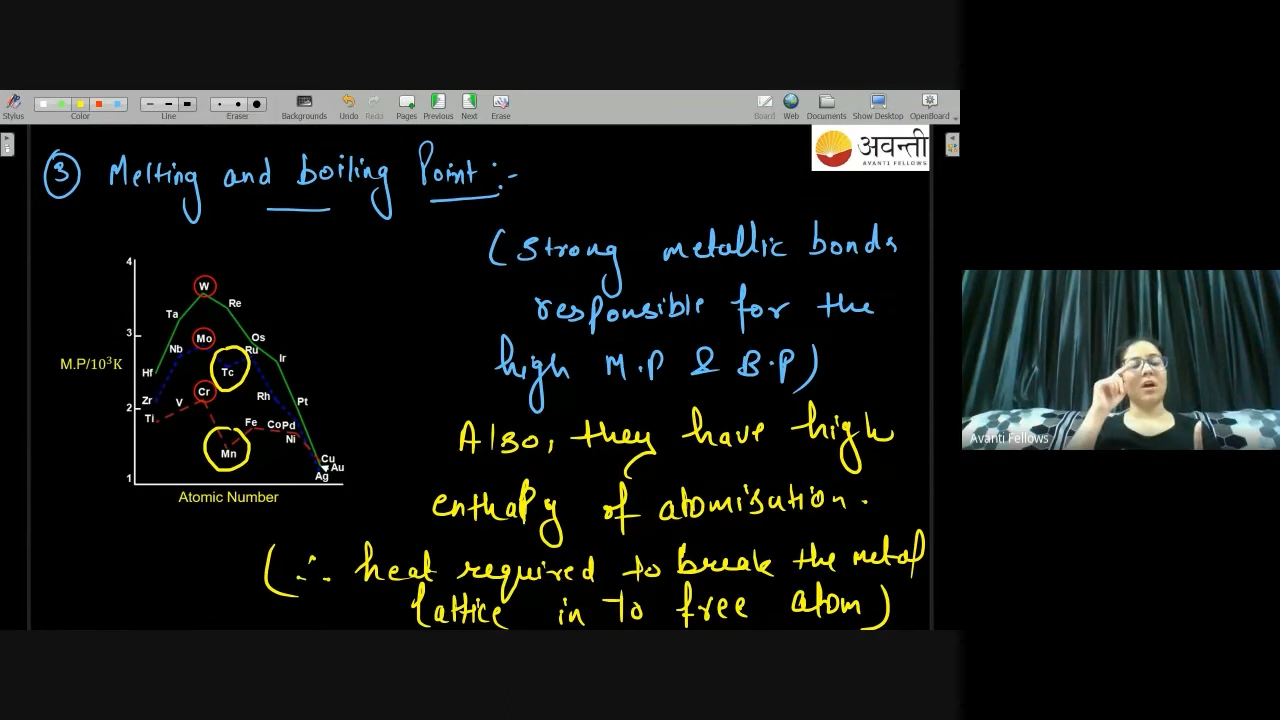 Stylus
Color
Line
Eraser
Backgrounds
Undo
Redo
Pages
Previous
Next
Erase
Board
Web
Documents
Show Desktop
OpenBoard
अवन्ती
AVANTI FELLOWS
③ Melting and boiling Point :-
(strong metallic bonds
responsible for the
high M.P & B.P)
Also, they have high
enthalpy of atomisation.
(∴ heat required to break the metal
lattice in to free atom)
4
3
2
1
M.P/10³K
Atomic Number
W
Re
Ta
Os
Mo
Nb
Ru
Ir
Hf
Tc
Cr
Zr
V
Rh
Pt
Ti
Fe
Co
Pd
Ni
Mn
Cu
Au
Ag
Avanti Fellows